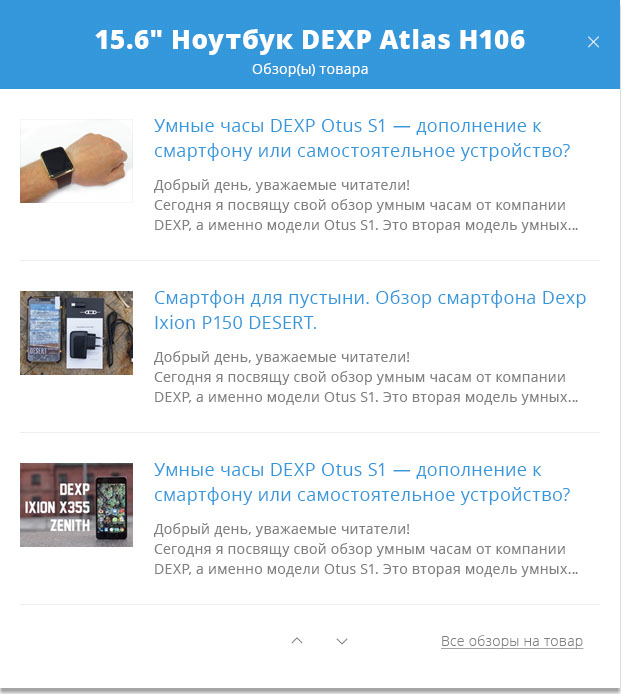 15.6" Ноутбук DEXP Atlas H106
Обзор(ы) товара
Умные часы DEXP Otus S1 — дополнение к
смартфону или самостоятельное устройство?
Добрый день, уважаемые читатели!
Сегодня я посвящу свой обзор умным часам от компании
DEXP, а именно модели Otus S1. Это вторая модель умных...
Смартфон для пустыни. Обзор смартфона Dexp
Ixion P150 DESERT.
DESERT
Добрый день, уважаемые читатели!
Сегодня я посвящу свой обзор умным часам от компании
DEXP, а именно модели Otus S1. Это вторая модель умных...
DEXP
IXION X355
ZENITH
Умные часы DEXP Otus S1 — дополнение к
смартфону или самостоятельное устройство?
Добрый день, уважаемые читатели!
Сегодня я посвящу свой обзор умным часам от компании
DEXP, а именно модели Otus S1. Это вторая модель умных...
Все обзоры на товар